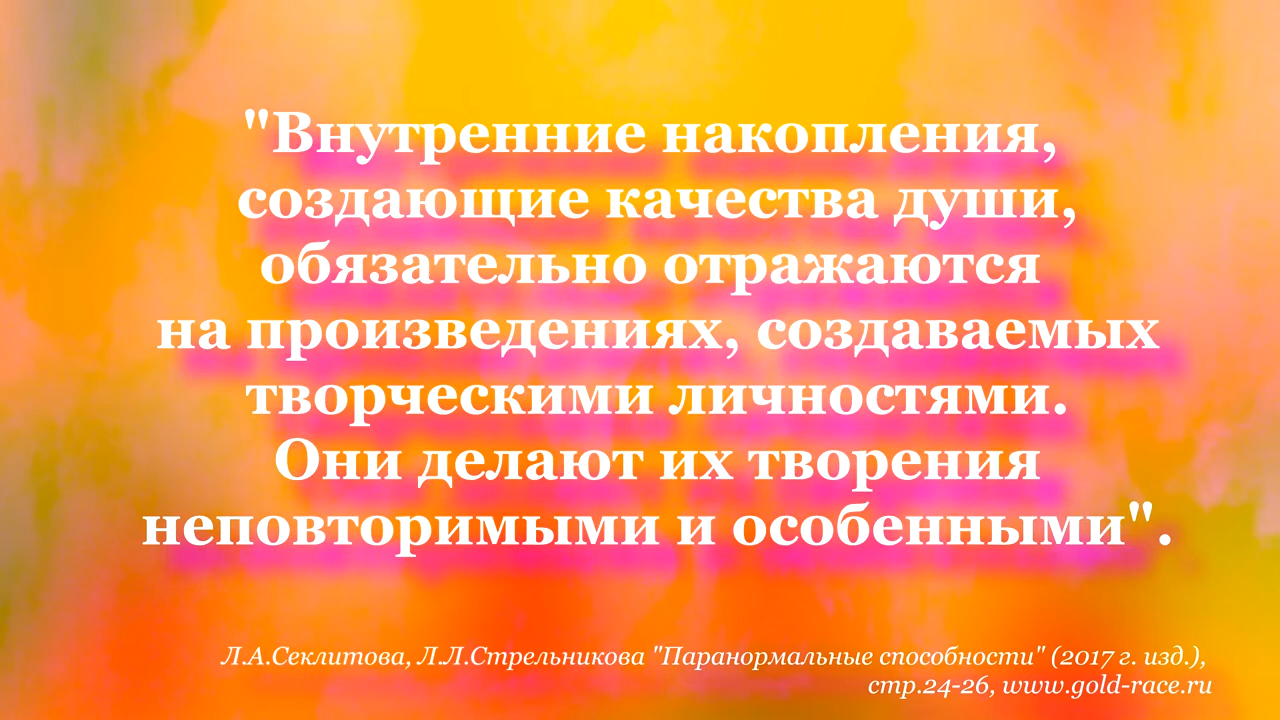 "Внутренние накопления,
создающие качества души,
обязательно отражаются
на произведениях, создаваемых
творческими личностями.
Они делают их творения
неповторимыми и особенными".
Л.А.Секлитова, Л.Л.Стрельникова "Паранормальные способности" (2017 г. изд.),
стр.24-26, www.gold-race.ru